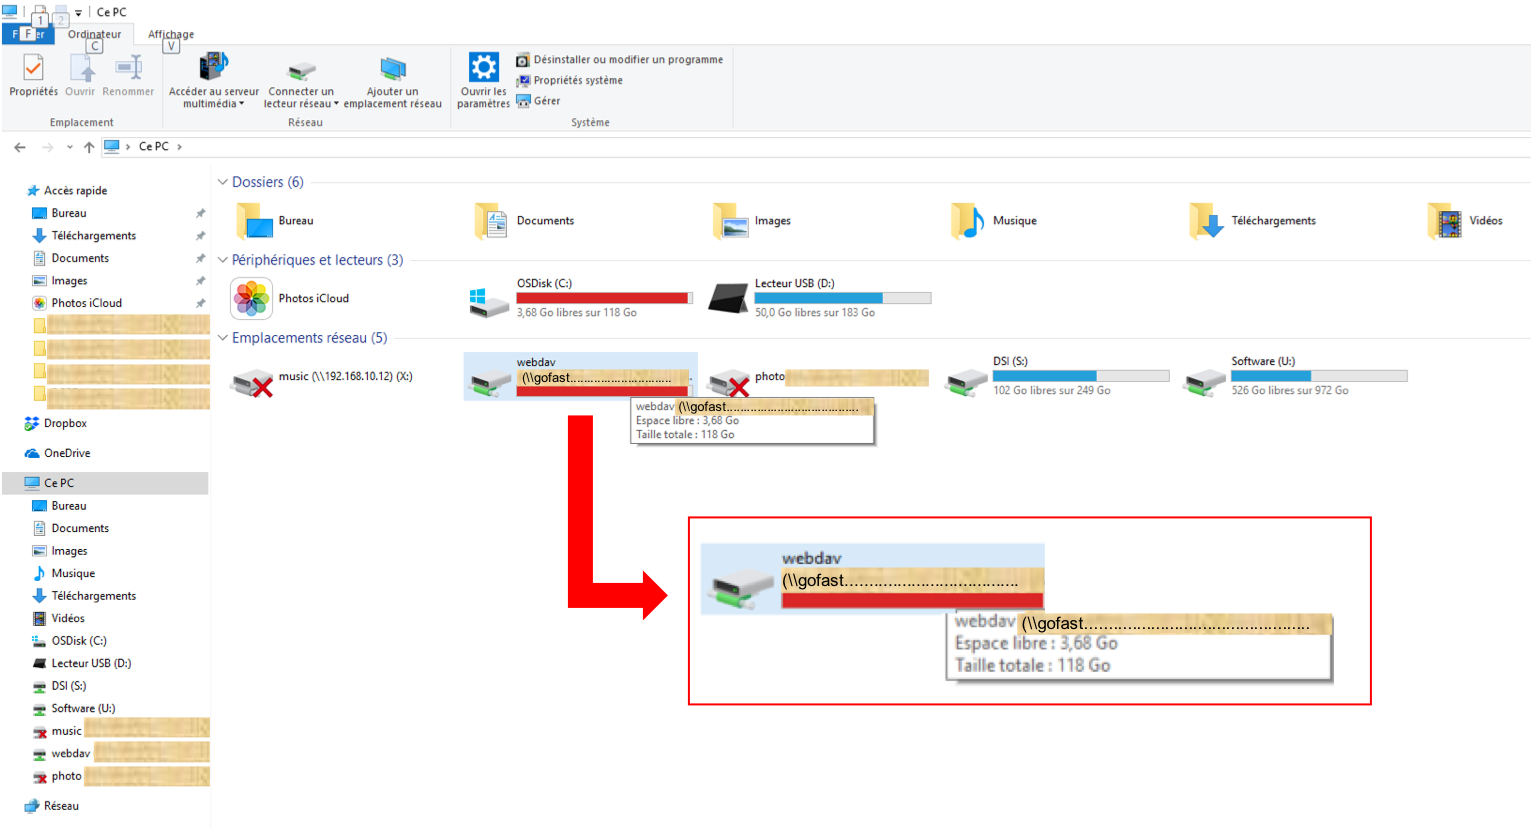 1
2
Ce PC
F
er
Ordinateur
C
Affichage
V
Propriétés
Ouvrir
Renommer
Emplacement
Accéder au serveur
multimédia
Connecter un
lecteur réseau
Ajouter un
emplacement réseau
Réseau
Ouvrir les
paramètres
Désinstaller ou modifier un programme
Propriétés système
Gérer
Système
Ce PC
Accès rapide
Bureau
Téléchargements
Documents
Images
Photos iCloud
Dropbox
OneDrive
Ce PC
Bureau
Documents
Images
Musique
Téléchargements
Vidéos
OSDisk (C:)
Lecteur USB (D:)
DSI (S:)
Software (U:)
music
webdav
photo
Réseau
Dossiers (6)
Bureau
Documents
Images
Musique
Téléchargements
Vidéos
Périphériques et lecteurs (3)
Photos iCloud
OSDisk (C:)
3,68 Go libres sur 118 Go
Lecteur USB (D:)
50,0 Go libres sur 183 Go
Emplacements réseau (5)
music (\\192.168.10.12) (X:)
webdav
(\\gofast..............................
photo
DSI (S:)
102 Go libres sur 249 Go
Software (U:)
526 Go libres sur 972 Go
webdav (\\gofast.......................................
Espace libre : 3,68 Go
Taille totale : 118 Go
webdav
(\\gofast....................................
webdav (\\gofast..............................................
Espace libre : 3,68 Go
Taille totale : 118 Go